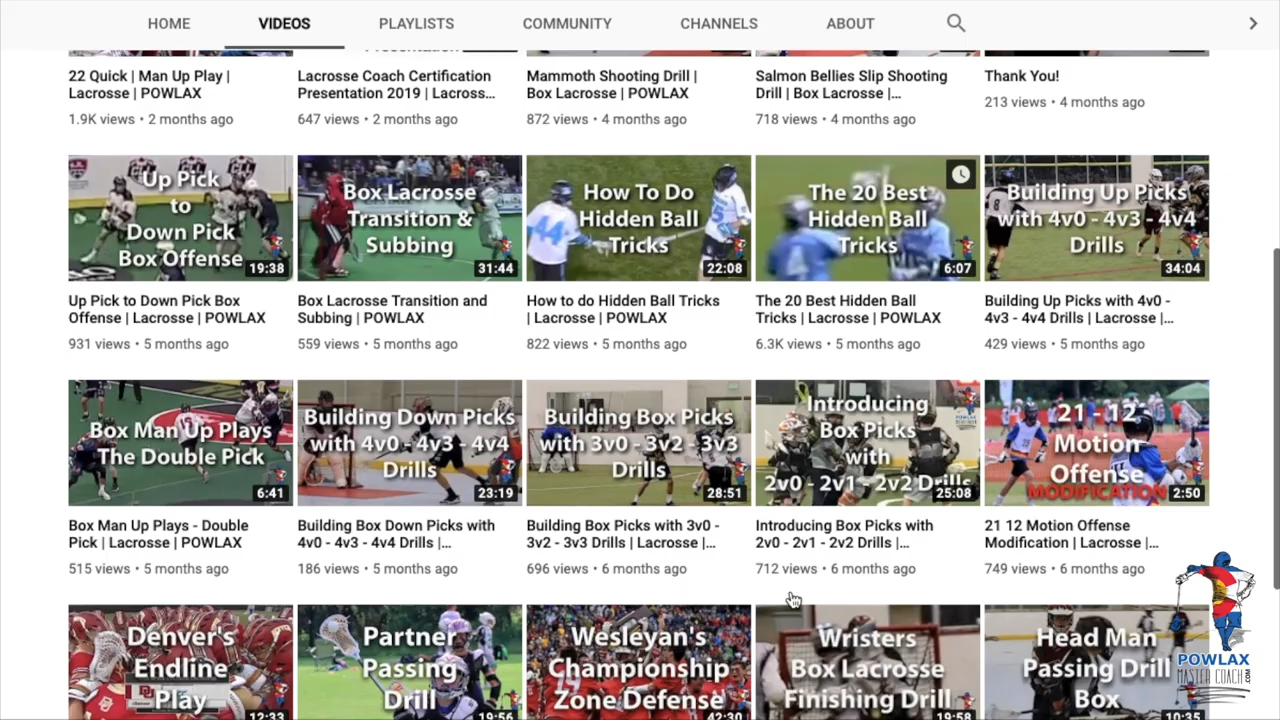 HOME VIDEOS PLAYLISTS COMMUNITY CHANNELS ABOUT
22 Quick | Man Up Play |
Lacrosse | POWLAX
1.9K views • 2 months ago
Lacrosse Coach Certification
Presentation 2019 | Lacross...
647 views • 2 months ago
Mammoth Shooting Drill |
Box Lacrosse | POWLAX
872 views • 4 months ago
Salmon Bellies Slip Shooting
Drill | Box Lacrosse |...
718 views • 4 months ago
Thank You!
213 views • 4 months ago
Up Pick
to
Down Pick
Box Offense
19:38
Up Pick to Down Pick Box
Offense | Lacrosse | POWLAX
931 views • 5 months ago
Box Lacrosse
Transition &
Subbing
31:44
Box Lacrosse Transition and
Subbing | POWLAX
559 views • 5 months ago
How To Do
Hidden Ball
Tricks
22:08
How to do Hidden Ball Tricks
| Lacrosse | POWLAX
822 views • 5 months ago
The 20 Best
Hidden Ball
Tricks
6:07
The 20 Best Hidden Ball
Tricks | Lacrosse | POWLAX
6.3K views • 5 months ago
Building Up Picks
with 4v0 - 4v3 - 4v4
Drills
34:04
Building Up Picks with 4v0 -
4v3 - 4v4 Drills | Lacrosse |...
429 views • 5 months ago
Box Man Up Plays
The Double Pick
6:41
Box Man Up Plays - Double
Pick | Lacrosse | POWLAX
515 views • 5 months ago
Building Down Picks
with 4v0 - 4v3 - 4v4
Drills
23:19
Building Box Down Picks with
4v0 - 4v3 - 4v4 Drills |...
186 views • 5 months ago
Building Box Picks
with 3v0 - 3v2 - 3v3
Drills
28:51
Building Box Picks with 3v0 -
3v2 - 3v3 Drills | Lacrosse |...
696 views • 6 months ago
Introducing
Box Picks
with
2v0 - 2v1 - 2v2 Drills
25:08
Introducing Box Picks with
2v0 - 2v1 - 2v2 Drills |...
712 views • 6 months ago
21 - 12
Motion
Offense
MODIFICATION
2:50
21 12 Motion Offense
Modification | Lacrosse |...
749 views • 6 months ago
Denver's
Endline
Play
12:33
Partner
Passing
Drill
19:56
Wesleyan's
Championship
Zone Defense
42:30
Wristers
Box Lacrosse
Finishing Drill
19:58
Head Man
Passing Drill
Box
10:35
POWLAX
MASTER COACH.COM